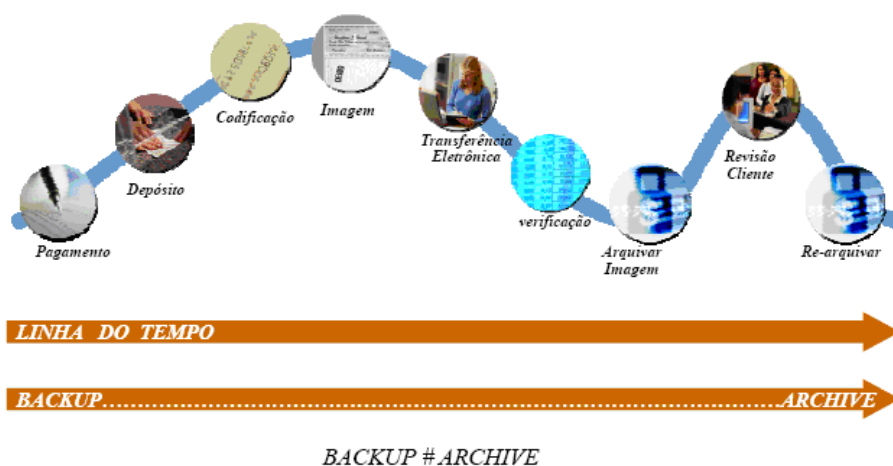 Pagamento
Depósito
Codificação
Imagem
Transferência
Eletrônica
verificação
Arquivar
Imagem
Revisão
Cliente
Re-arquivar
LINHA DO TEMPO
BACKUP......................................................................................................ARCHIVE
BACKUP # ARCHIVE